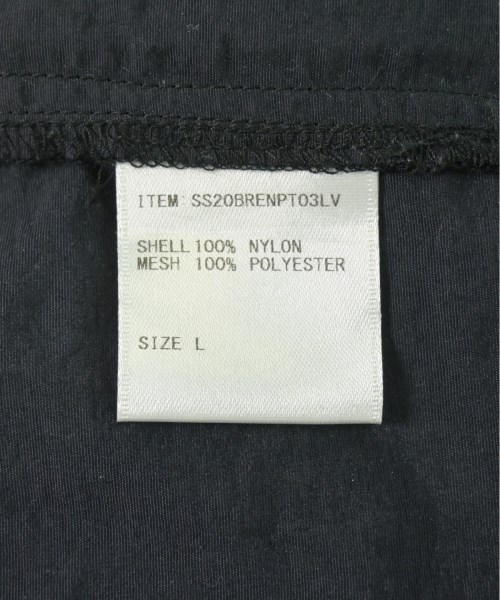 ITEM:SS20BRENPT03LV
SHELL 100% NYLON
MESH 100% POLYESTER
SIZE L